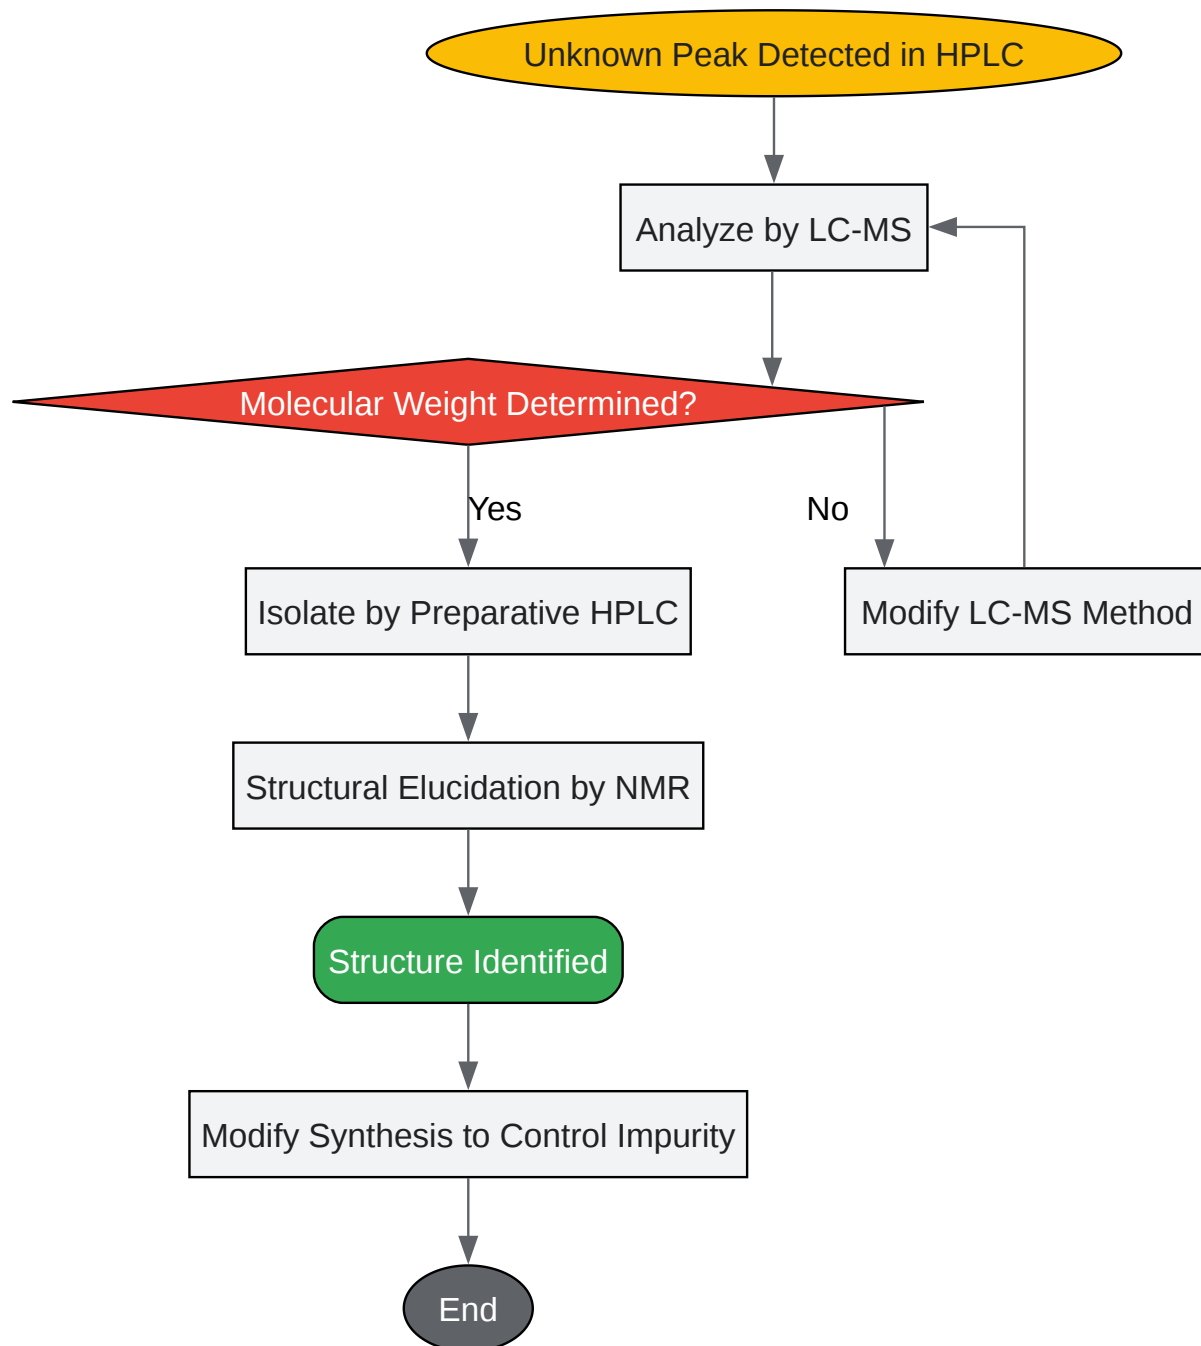 Unknown Peak Detected in HPLC
Analyze by LC-MS
Molecular Weight Determined?
Yes
No
Isolate by Preparative HPLC
Modify LC-MS Method
Structural Elucidation by NMR
Structure Identified
Modify Synthesis to Control Impurity
End